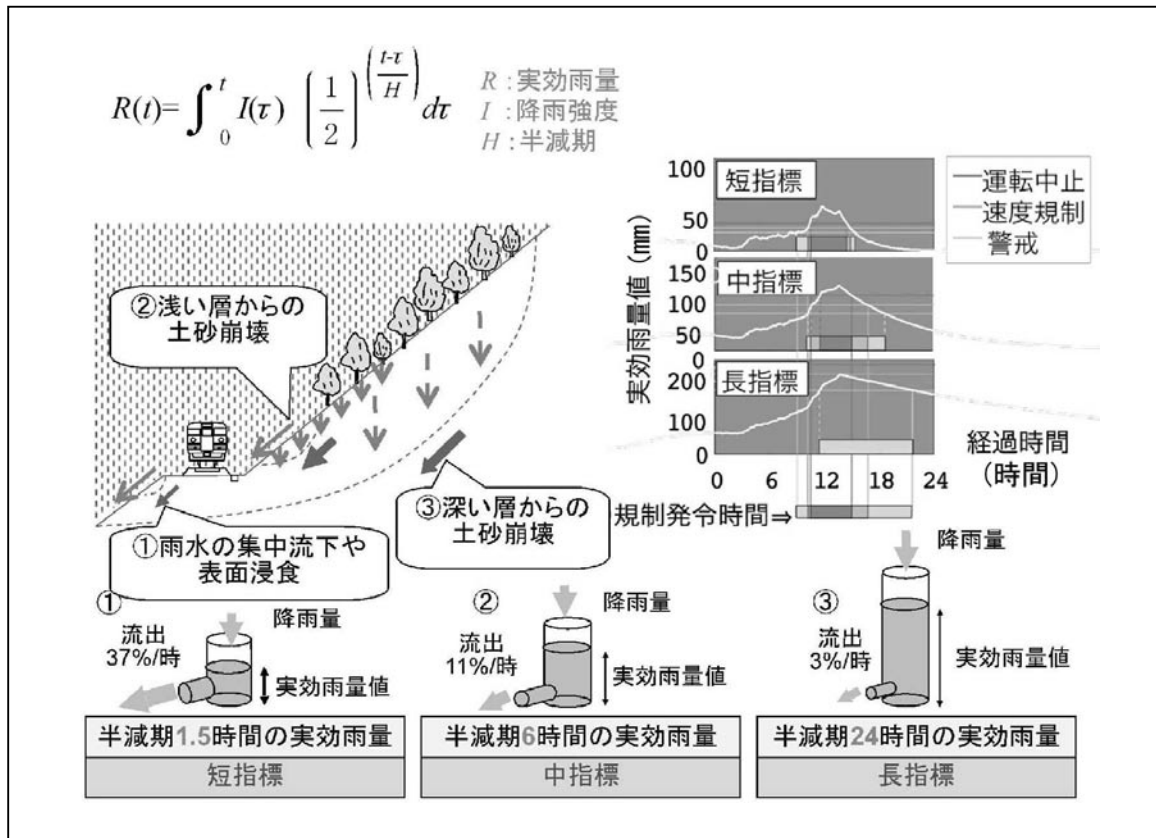 R(t)=∫₀ᵗ I(τ) (1/2)^((t-τ)/H) dτ
R：実効雨量
I：降雨強度
H：半減期
実効雨量値（mm）
100
50
0
短指標
150
100
50
0
中指標
200
100
0
長指標
運転中止
速度規制
警戒
0 6 12 18 24
経過時間
（時間）
規制発令時間⇒
②浅い層からの
土砂崩壊
③深い層からの
土砂崩壊
①雨水の集中流下や
表面浸食
①
降雨量
流出
37%/時
実効雨量値
半減期1.5時間の実効雨量
短指標
②
降雨量
流出
11%/時
実効雨量値
半減期6時間の実効雨量
中指標
③
降雨量
流出
3%/時
実効雨量値
半減期24時間の実効雨量
長指標